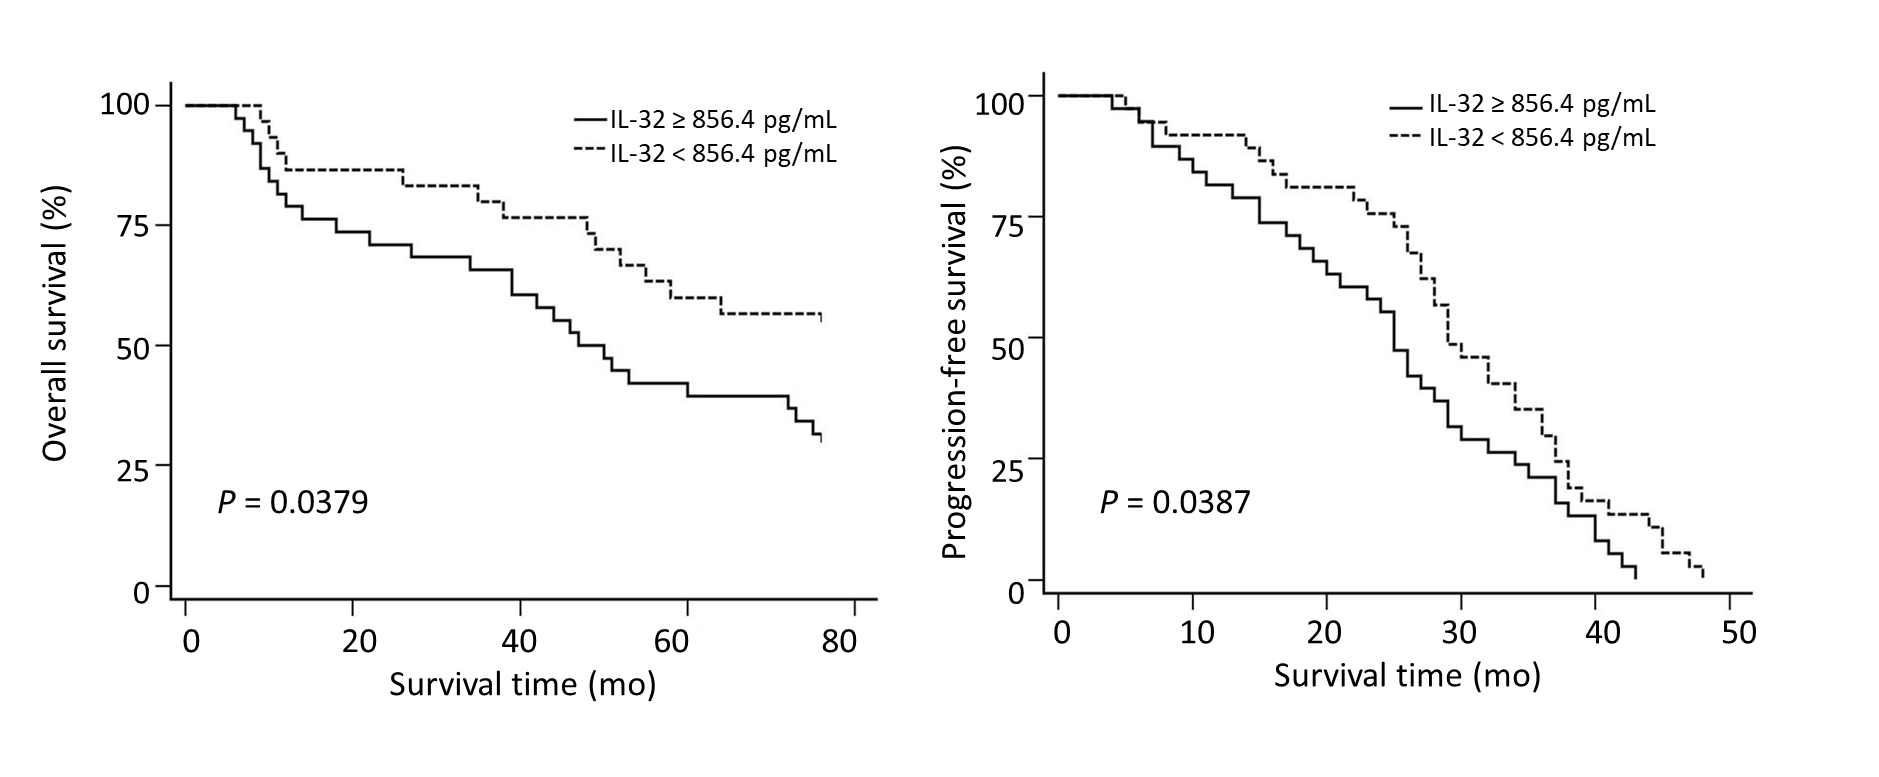 Overall survival (%)
100
75
50
25
0
IL-32 ≥ 856.4 pg/mL
IL-32 < 856.4 pg/mL
P = 0.0379
0 20 40 60 80
Survival time (mo)
Progression-free survival (%)
100
75
50
25
0
IL-32 ≥ 856.4 pg/mL
IL-32 < 856.4 pg/mL
P = 0.0387
0 10 20 30 40 50
Survival time (mo)